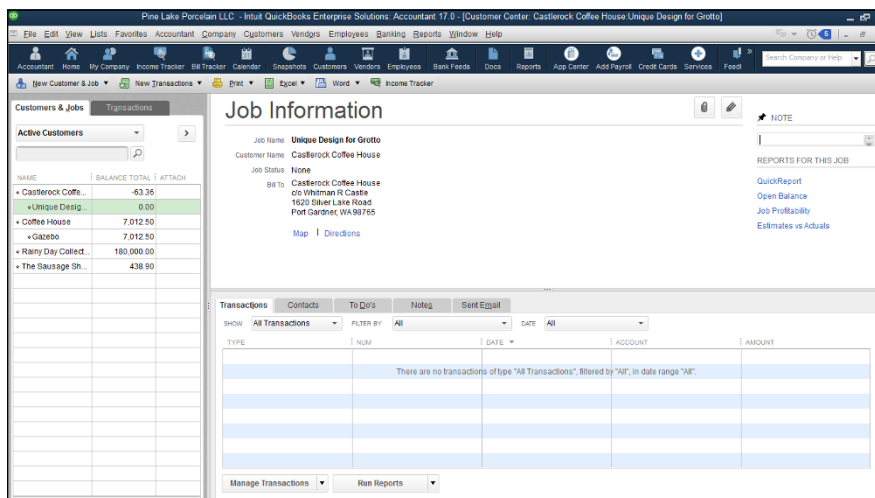 Pine Lake Porcelain LLC - Intuit QuickBooks Enterprise Solutions: Accountant 17.0 - [Customer Center: Castlerock Coffee House:Unique Design for Grotto]
File Edit View Lists Favorites Accountant Company Customers Vendors Employees Banking Reports Window Help 5
Accountant Home My Company Income Tracker Bill Tracker Calendar Snapshots Customers Vendors Employees Bank Feeds Docs Reports App Center Add Payroll Credit Cards Services Feedl » Search Company or Help
New Customer & Job New Transactions Print Excel Word Income Tracker
Customers & Jobs Transactions
Active Customers
NAME BALANCE TOTAL ATTACH
Castlerock Coffe... -63.36
Unique Desig... 0.00
Coffee House 7,012.50
Gazebo 7,012.50
Rainy Day Collect... 180,000.00
The Sausage Sh... 438.90
Job Information
Job Name Unique Design for Grotto
Customer Name Castlerock Coffee House
Job Status None
Bill To Castlerock Coffee House
c/o Whitman R Castle
1620 Silver Lake Road
Port Gardner, WA 98765
Map | Directions
NOTE
REPORTS FOR THIS JOB
QuickReport
Open Balance
Job Profitability
Estimates vs Actuals
Transactions Contacts To Do's Notes Sent Email
SHOW All Transactions FILTER BY All DATE All
TYPE NUM DATE ACCOUNT AMOUNT
There are no transactions of type "All Transactions", filtered by "All", in date range "All".
Manage Transactions Run Reports